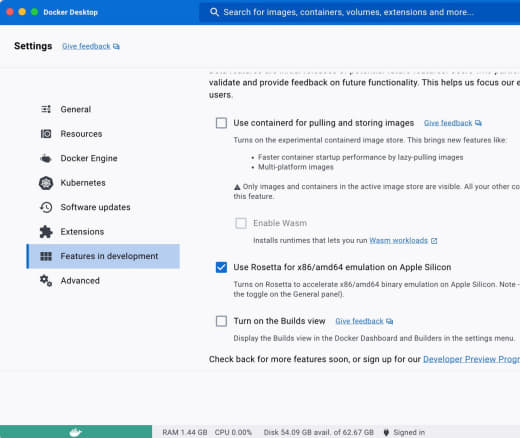 Docker Desktop
Search for images, containers, volumes, extensions and more...
Settings
Give feedback
validate and provide feedback on future functionality. This helps us focus our e
users.
General
Resources
Docker Engine
Kubernetes
Software updates
Extensions
Features in development
Advanced
Use containerd for pulling and storing images Give feedback
Turns on the experimental containerd image store. This brings new features like:
• Faster container startup performance by lazy-pulling images
• Multi-platform images
Only images and containers in the active image store are visible. All your other co
this feature.
Enable Wasm
Installs runtimes that lets you run Wasm workloads
Use Rosetta for x86/amd64 emulation on Apple Silicon
Turns on Rosetta to accelerate x86/amd64 binary emulation on Apple Silicon. Note -
the toggle on the General panel).
Turn on the Builds view Give feedback
Display the Builds view in the Docker Dashboard and Builders in the settings menu.
Check back for more features soon, or sign up for our Developer Preview Progr
RAM 1.44 GB CPU 0.00% Disk 54.09 GB avail. of 62.67 GB Signed in